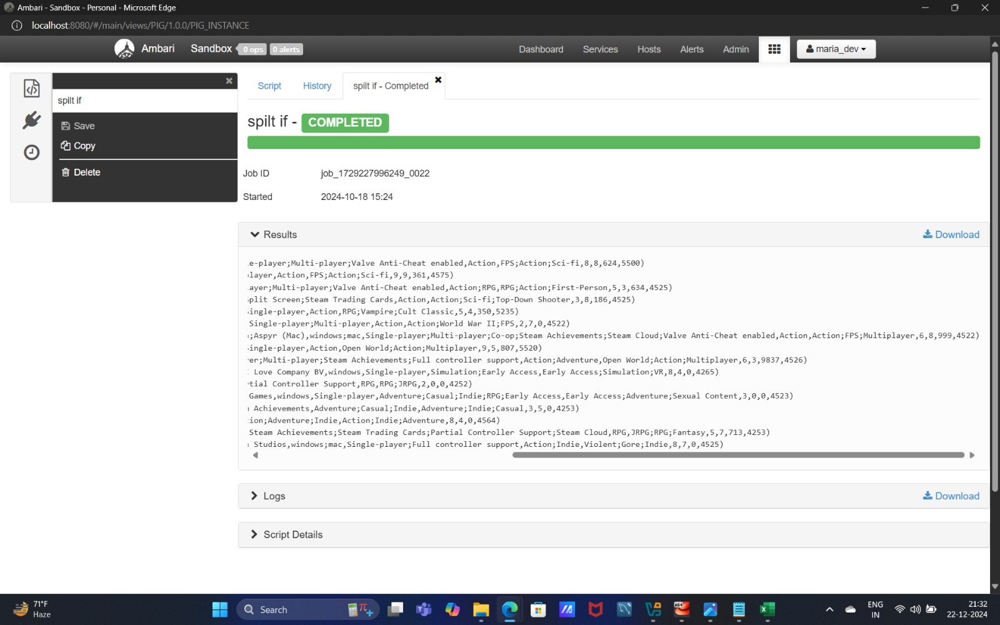 Ambari - Sandbox - Personal - Microsoft Edge
localhost:8080/#/main/views/PIG/1.0.0/PIG_INSTANCE
Ambari Sandbox 0 ops 0 alerts Dashboard Services Hosts Alerts Admin maria_dev
spilt if
Save
Copy
Delete
Script History spilt if - Completed
spilt if - COMPLETED
Job ID job_1729227996249_0022
Started 2024-10-18 15:24
Results Download
e-player;Multi-player;Valve Anti-Cheat enabled,Action,FPS;Action;Sci-fi,8,8,624,5500)
layer,Action,FPS;Action;Sci-fi,9,9,361,4575)
ayer;Multi-player;Valve Anti-Cheat enabled,Action;RPG,RPG;Action;First-Person,5,3,634,4525)
plit Screen;Steam Trading Cards,Action,Action;Sci-fi;Top-Down Shooter,3,8,186,4525)
ingle-player,Action,RPG;Vampire;Cult Classic,5,4,350,5235)
Single-player;Multi-player,Action,Action;World War II;FPS,2,7,0,4522)
;Aspyr (Mac),windows;mac,Single-player;Multi-player;Co-op;Steam Achievements;Steam Cloud;Valve Anti-Cheat enabled,Action,Action;FPS;Multiplayer,6,8,999,4522)
ingle-player,Action,Open World;Action;Multiplayer,9,5,807,5520)
er;Multi-player;Steam Achievements;Full controller support,Action;Adventure,Open World;Action;Multiplayer,6,3,9837,4526)
Love Company BV,windows,Single-player,Simulation;Early Access,Early Access;Simulation;VR,8,4,0,4265)
tial Controller Support,RPG,RPG;JRPG,2,0,0,4252)
Games,windows,Single-player,Adventure;Casual;Indie;RPG;Early Access,Early Access;Adventure;Sexual Content,3,0,0,4523)
Achievements,Adventure;Casual;Indie,Adventure;Indie;Casual,3,5,0,4253)
ion;Adventure;Indie,Action;Indie;Adventure,8,4,0,4564)
Steam Achievements;Steam Trading Cards;Partial Controller Support;Steam Cloud,RPG,JRPG;RPG;Fantasy,5,7,713,4253)
Studios,windows;mac,Single-player;Full controller support,Action;Indie,Violent;Gore;Indie,8,7,0,4525)
Logs Download
Script Details
71°F
Haze
Search
ENG
IN
21:32
22-12-2024